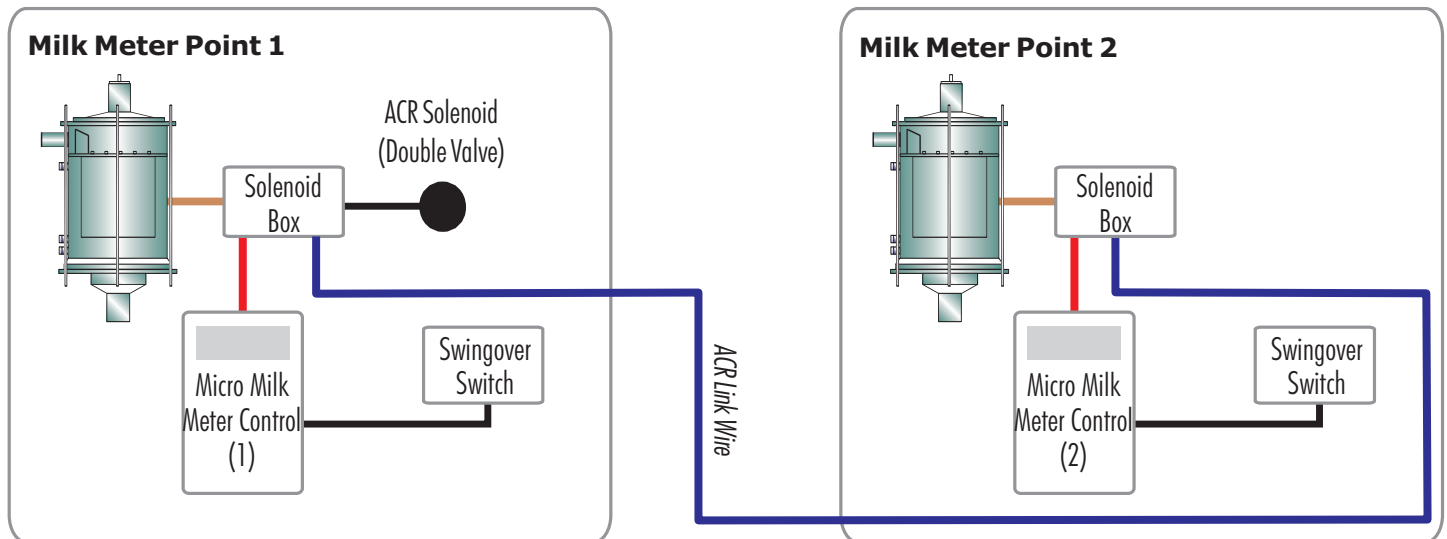 Milk Meter Point 1
ACR Solenoid
(Double Valve)
Solenoid
Box
Micro Milk
Meter Control
(1)
Swingover
Switch
ACR Link Wire
Milk Meter Point 2
Solenoid
Box
Micro Milk
Meter Control
(2)
Swingover
Switch